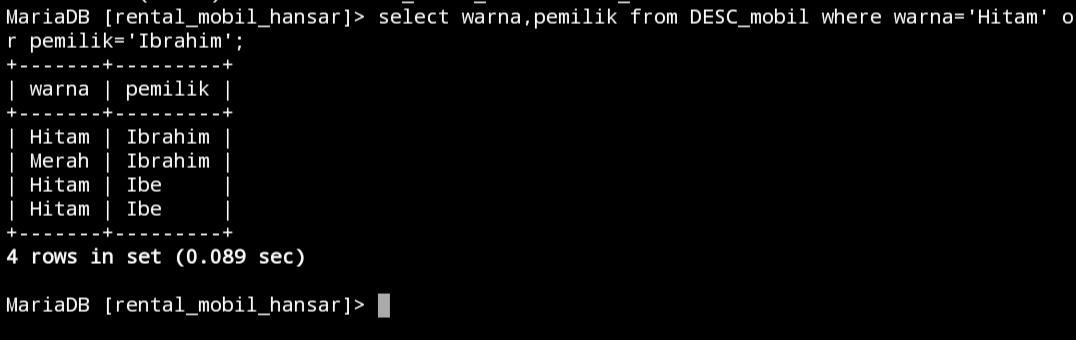 MariaDB [rental_mobil_hansar]> select warna,pemilik from DESC_mobil where warna='Hitam' o
r pemilik='Ibrahim';
+-------+---------+
| warna | pemilik |
+-------+---------+
| Hitam | Ibrahim |
| Merah | Ibrahim |
| Hitam | Ibe     |
| Hitam | Ibe     |
+-------+---------+
4 rows in set (0.089 sec)
MariaDB [rental_mobil_hansar]>